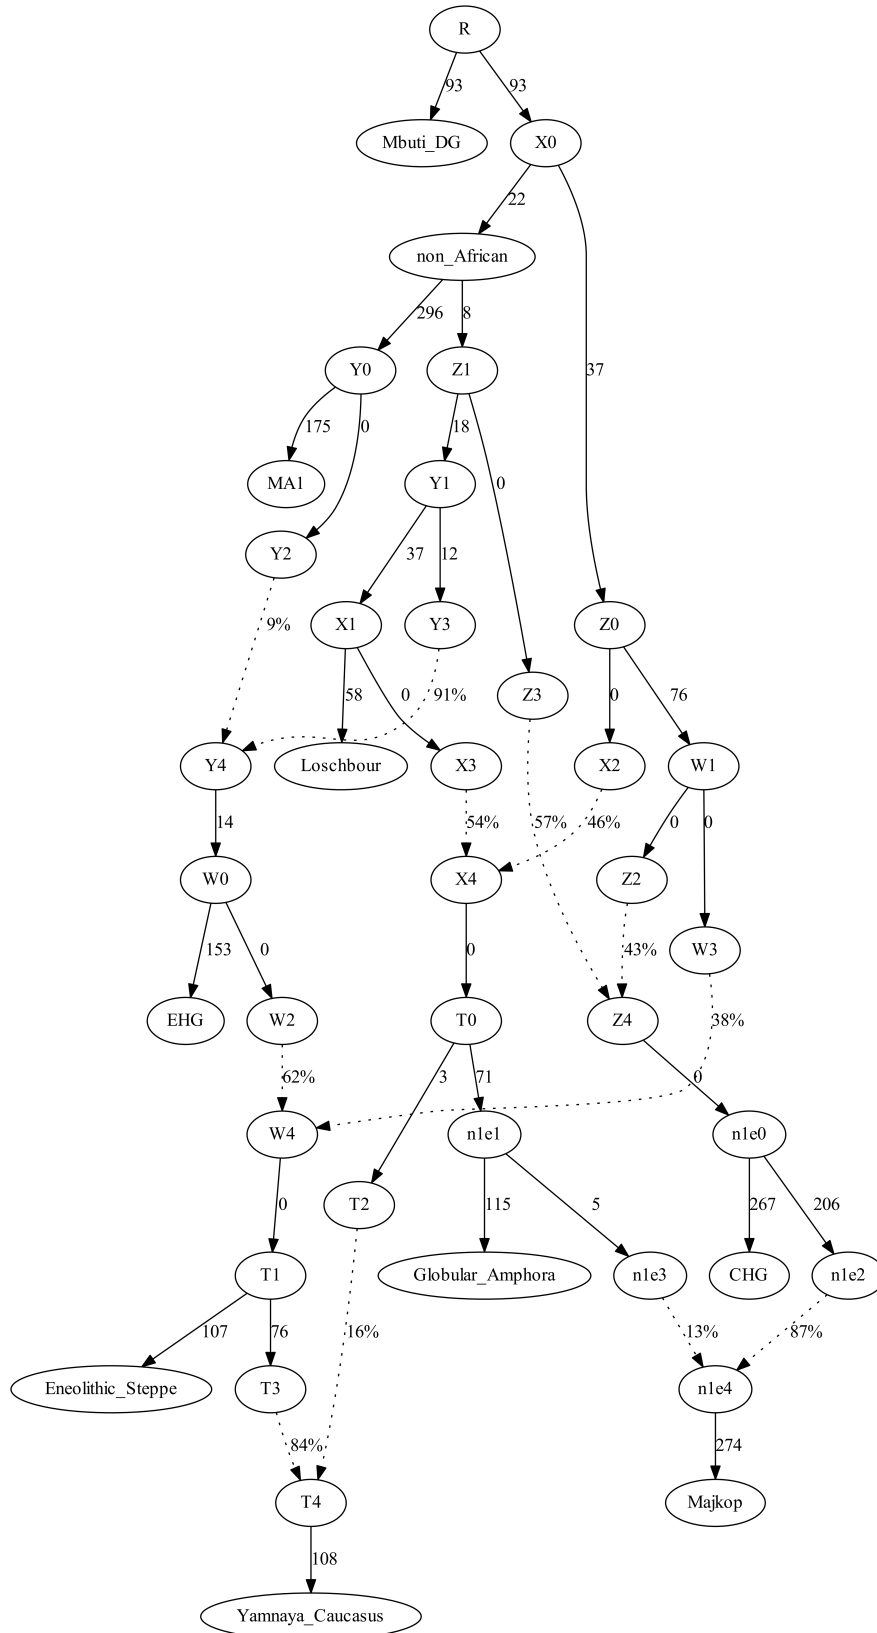 R
93
93
Mbuti_DG
X0
22
non_African
296
8
37
Y0
Z1
175
0
18
MA1
Y1
0
Y2
37
12
9%
X1
Y3
Z0
58
0
91%
Z3
0
76
Y4
Loschbour
X3
X2
W1
14
54%
57%
46%
0
0
W0
X4
Z2
153
0
0
43%
W3
EHG
W2
T0
Z4
38%
62%
3
71
0
W4
n1e1
n1e0
0
T2
115
5
267
206
T1
Globular_Amphora
n1e3
CHG
n1e2
107
76
16%
13%
87%
Eneolithic_Steppe
T3
n1e4
84%
274
T4
Majkop
108
Yamnaya_Caucasus